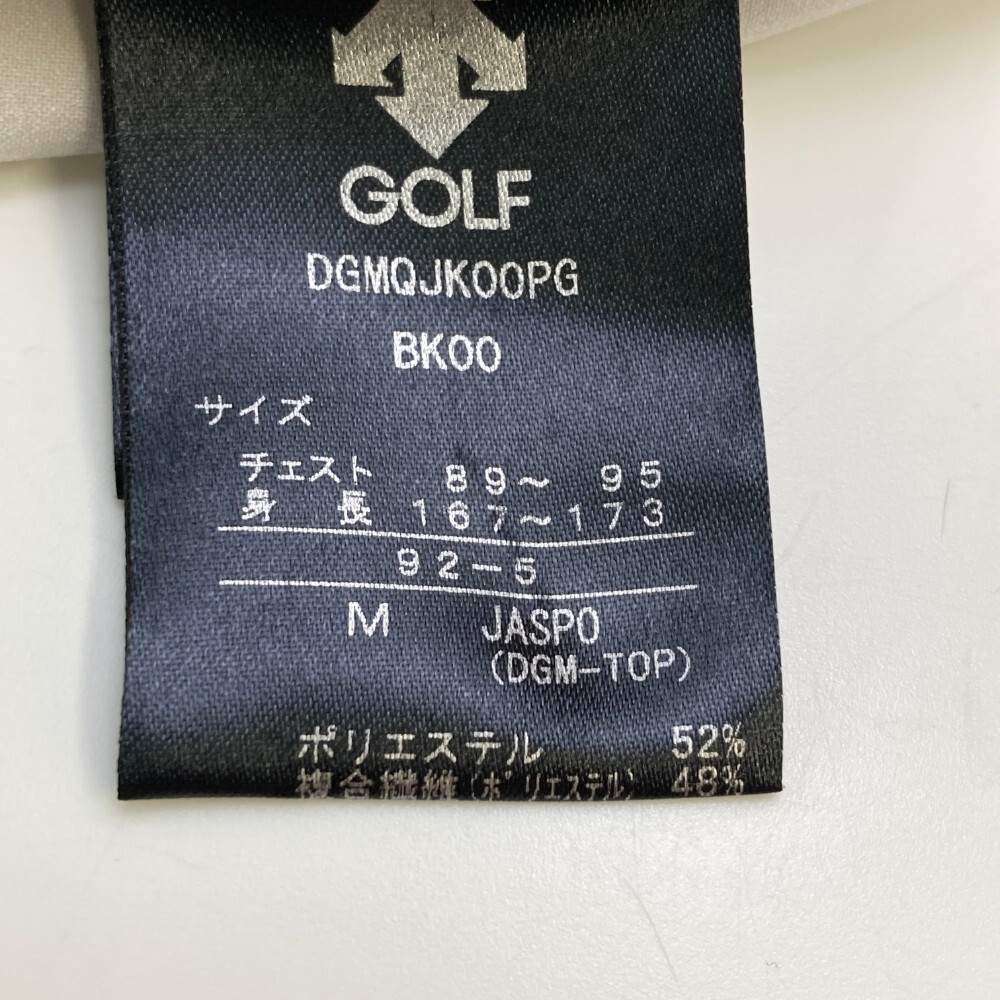 GOLF
DGMQJK00PG
BK00
サイズ
チェスト 89～ 95
身 長 167～173
92-5
M JASPO
(DGM-TOP)
ポリエステル 52%
複合繊維(ポリエステル) 48%